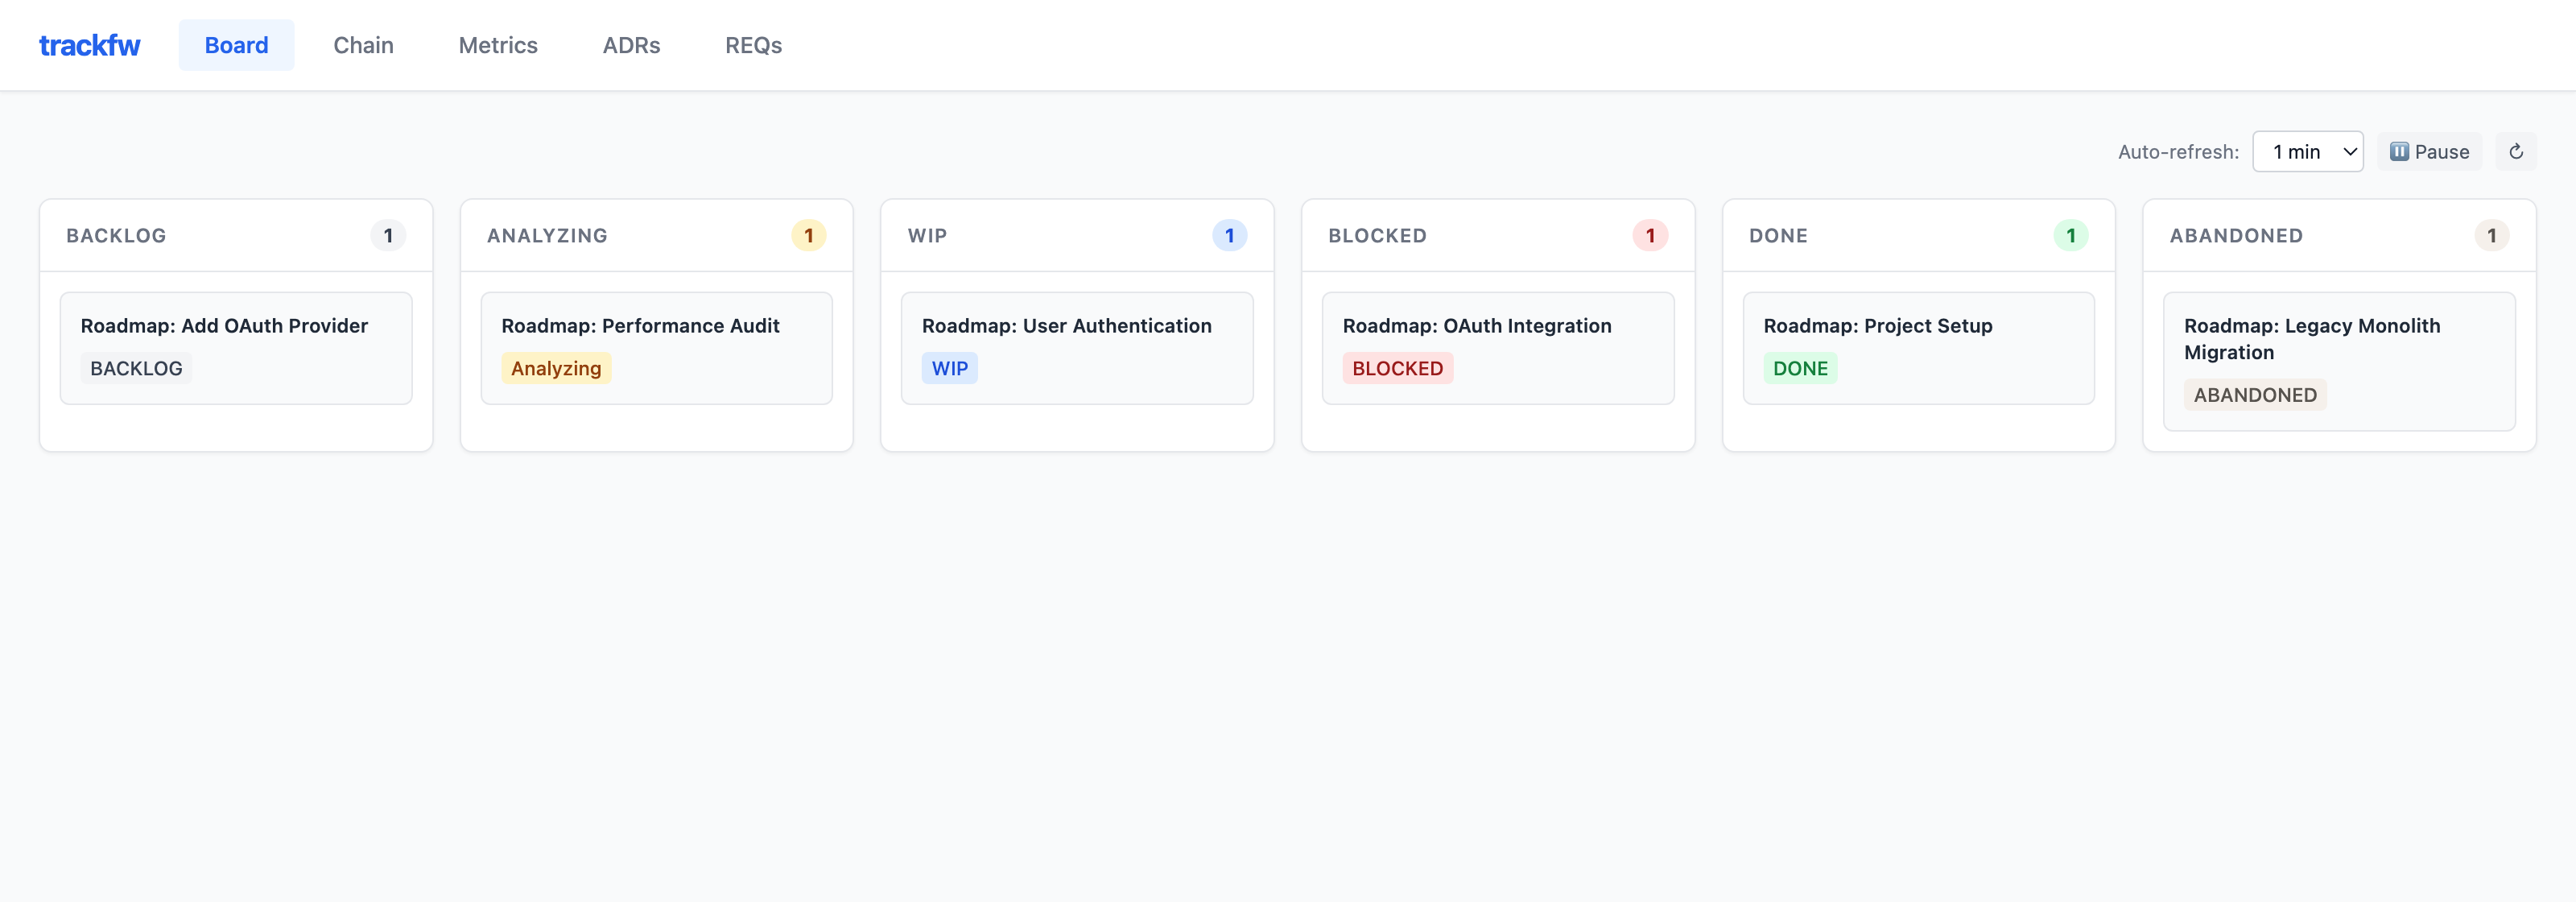 trackfw Board Chain Metrics ADRs REQs
Auto-refresh: 1 min Pause
BACKLOG 1
Roadmap: Add OAuth Provider
BACKLOG
ANALYZING 1
Roadmap: Performance Audit
Analyzing
WIP 1
Roadmap: User Authentication
WIP
BLOCKED 1
Roadmap: OAuth Integration
BLOCKED
DONE 1
Roadmap: Project Setup
DONE
ABANDONED 1
Roadmap: Legacy Monolith
Migration
ABANDONED